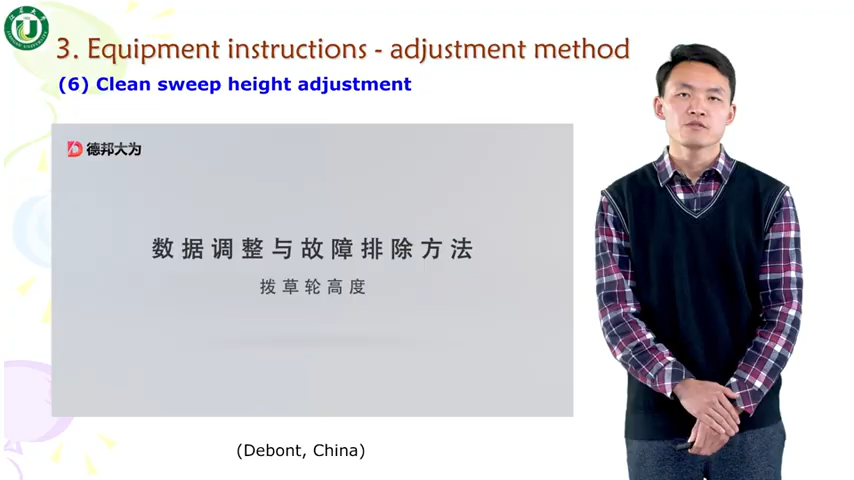 3. Equipment instructions - adjustment method
(6) Clean sweep height adjustment
德邦大为
数据调整与故障排除方法
拨草轮高度
(Debont, China)